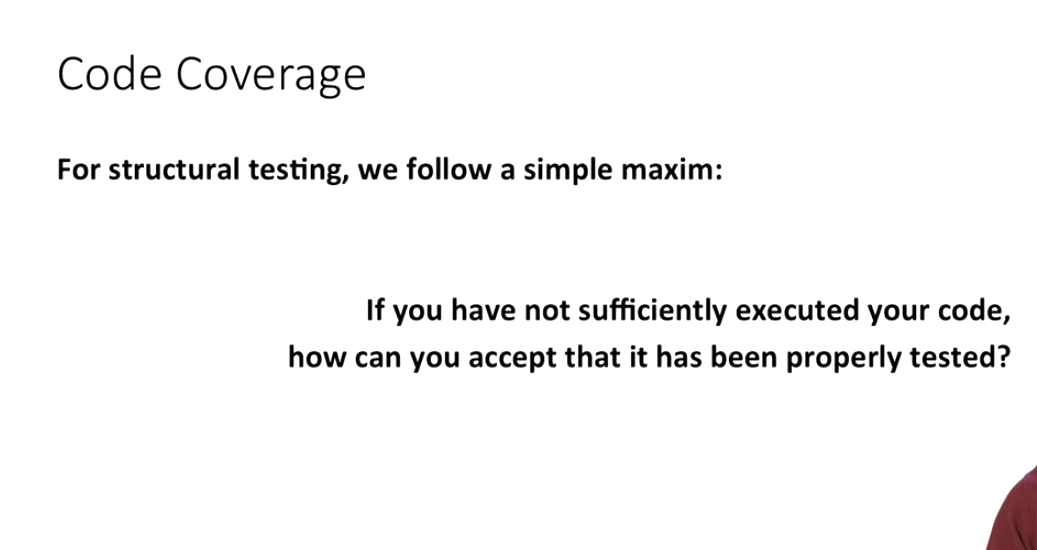 Code Coverage
For structural testing, we follow a simple maxim:
If you have not sufficiently executed your code,
how can you accept that it has been properly tested?